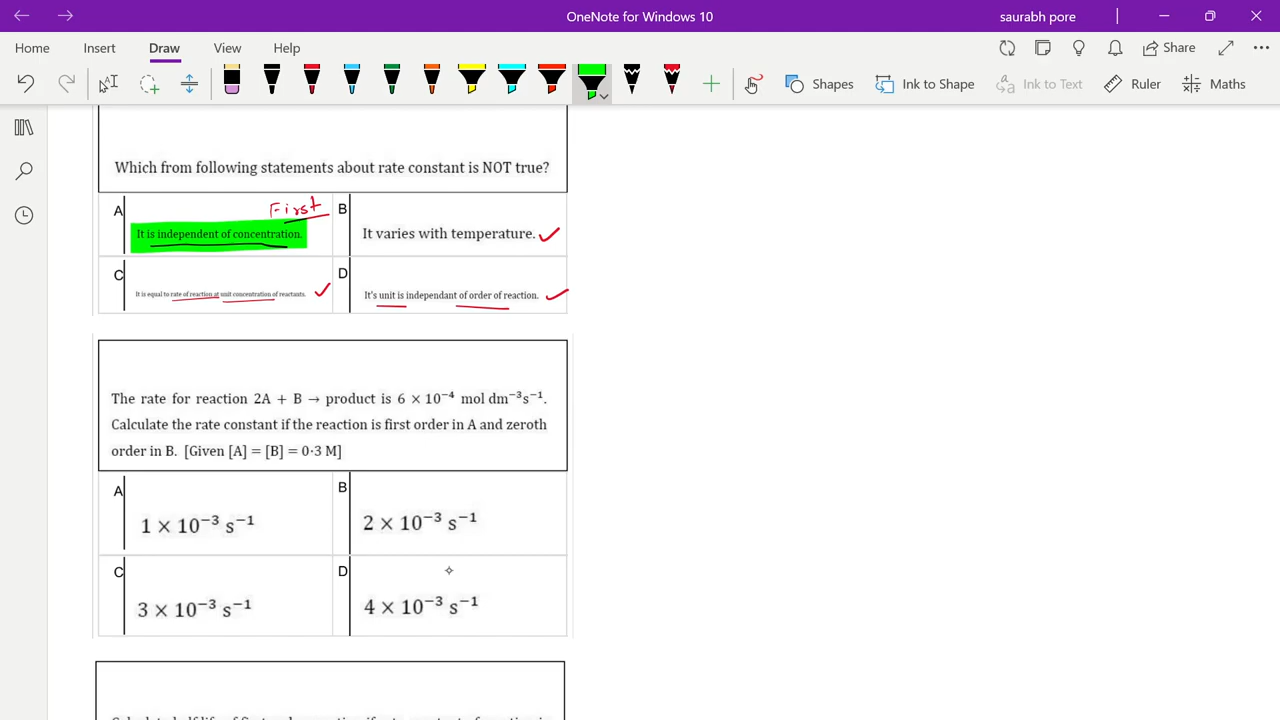 OneNote for Windows 10
saurabh pore
Home Insert Draw View Help
Share
Shapes Ink to Shape Ink to Text Ruler Maths
Which from following statements about rate constant is NOT true?
A
First
It is independent of concentration.
B
It varies with temperature.
C
It is equal to rate of reaction at unit concentration of reactants.
D
It's unit is independant of order of reaction.
The rate for reaction 2A + B → product is 6 × 10⁻⁴ mol dm⁻³s⁻¹.
Calculate the rate constant if the reaction is first order in A and zeroth
order in B. [Given [A] = [B] = 0·3 M]
A
1 × 10⁻³ s⁻¹
B
2 × 10⁻³ s⁻¹
C
3 × 10⁻³ s⁻¹
D
4 × 10⁻³ s⁻¹